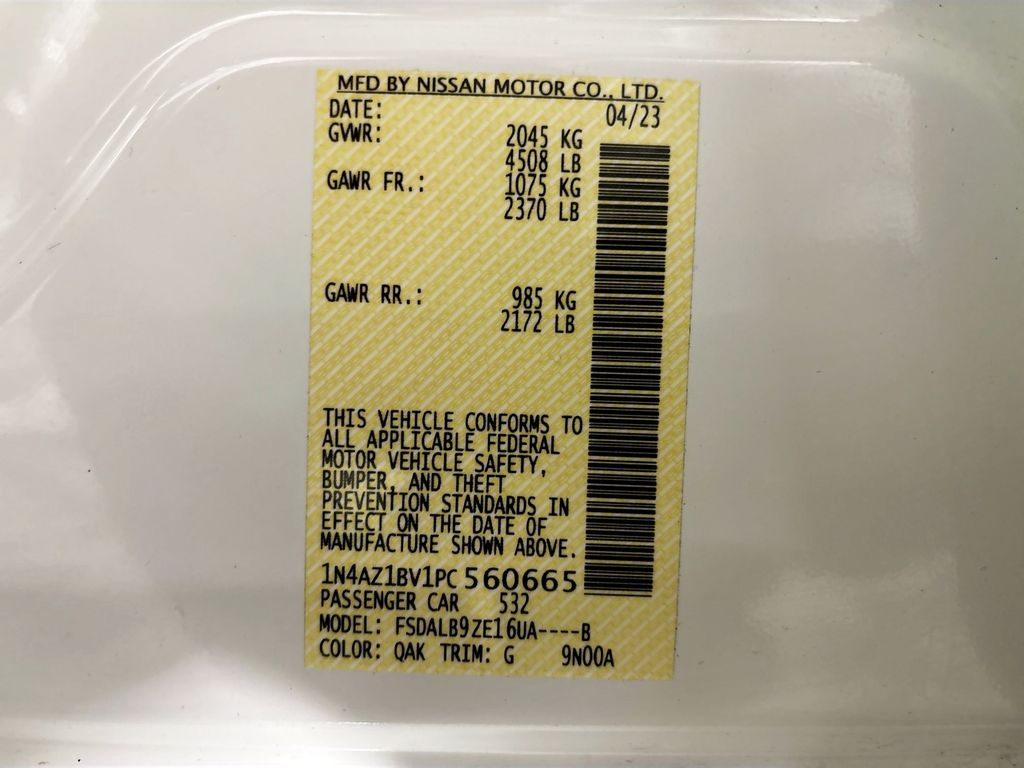 MFD BY NISSAN MOTOR CO., LTD.
DATE: 04/23
GVWR: 2045 KG
4508 LB
GAWR FR.: 1075 KG
2370 LB
GAWR RR.: 985 KG
2172 LB
THIS VEHICLE CONFORMS TO
ALL APPLICABLE FEDERAL
MOTOR VEHICLE SAFETY,
BUMPER, AND THEFT
PREVENTION STANDARDS IN
EFFECT ON THE DATE OF
MANUFACTURE SHOWN ABOVE.
1N4AZ1BV1PC560665
PASSENGER CAR 532
MODEL: FSDALB9ZE16UA----B
COLOR: QAK TRIM: G 9N00A